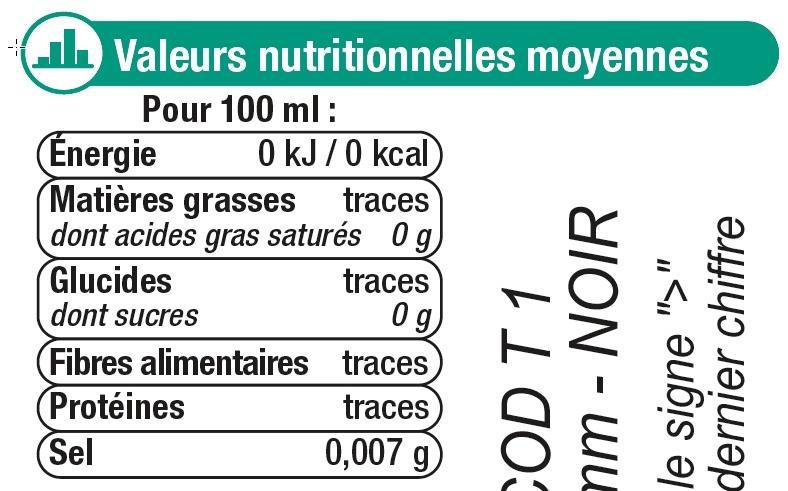 Valeurs nutritionnelles moyennes
Pour 100 ml :
Énergie 0 kJ / 0 kcal
Matières grasses traces
dont acides gras saturés 0 g
Glucides traces
dont sucres 0 g
Fibres alimentaires traces
Protéines traces
Sel 0,007 g
COD T 1
mm - NOIR
le signe ">"
dernier chiffre